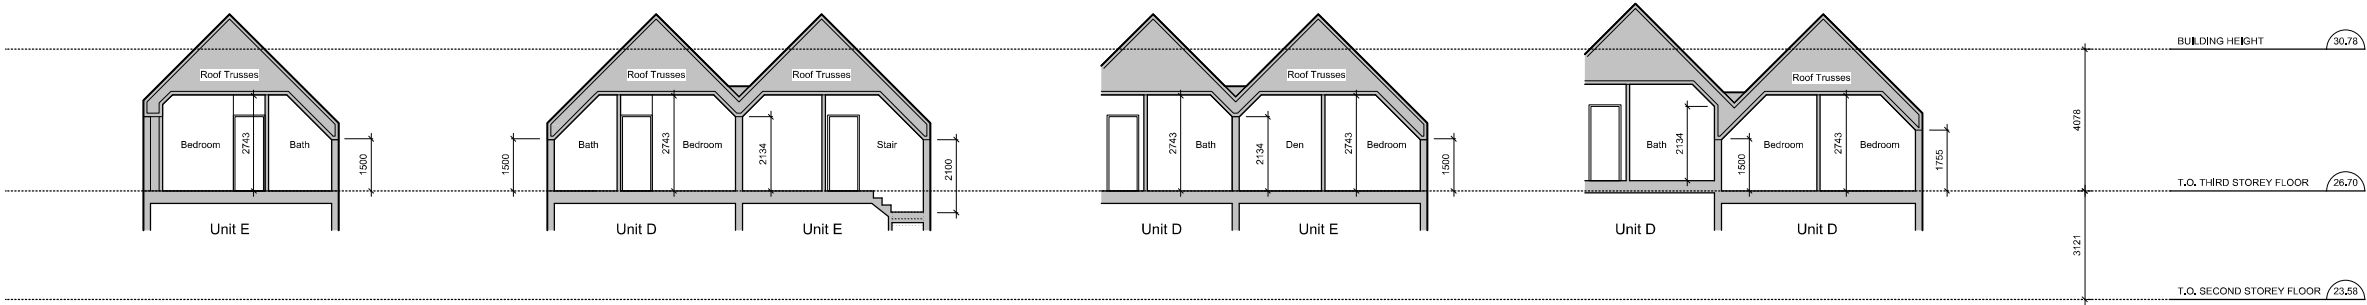 BUILDING HEIGHT 30.78
Roof Trusses
Roof Trusses
Roof Trusses
Roof Trusses
Roof Trusses
4078
Bedroom
2743
Bath
1500
1500
Bath
2743
Bedroom
2134
Stair
2100
2743
Bath
2134
Den
2743
Bedroom
1500
Bath
2134
1500
Bedroom
2743
Bedroom
1755
T.O. THIRD STOREY FLOOR 26.70
Unit E
Unit D
Unit E
Unit D
Unit E
Unit D
Unit D
3121
T.O. SECOND STOREY FLOOR 23.58